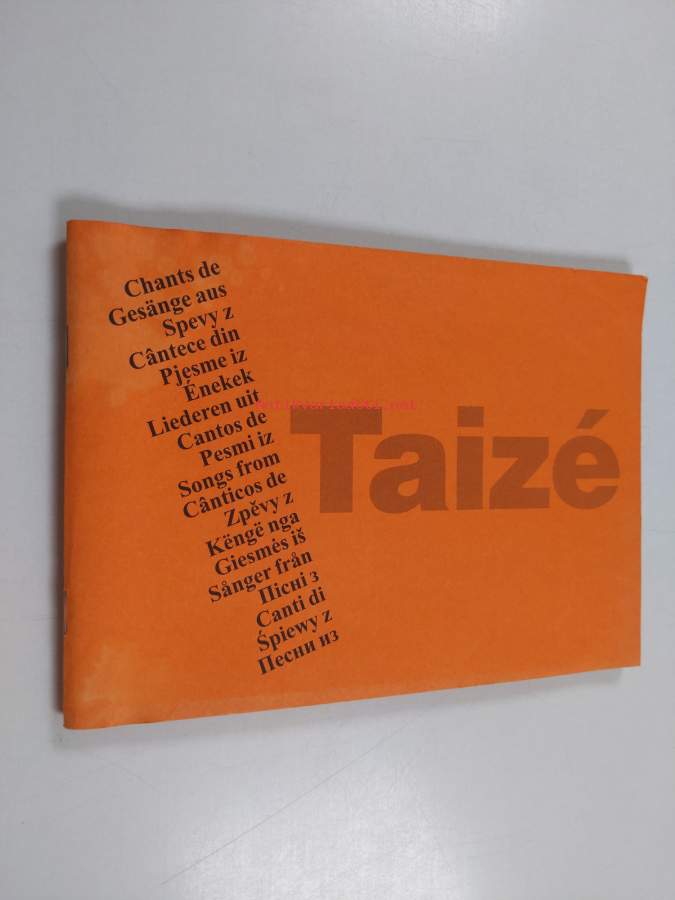 Chants de
Gesänge aus
Spevy z
Cântece din
Pjesme iz
Énekek
Liederen uit
Cantos de
Pesmi iz
Songs from
Cânticos de
Zpěvy z
Këngë nga
Giesmės iš
Sånger från
Пісні з
Canti di
Śpiewy z
Песни из
Taizé